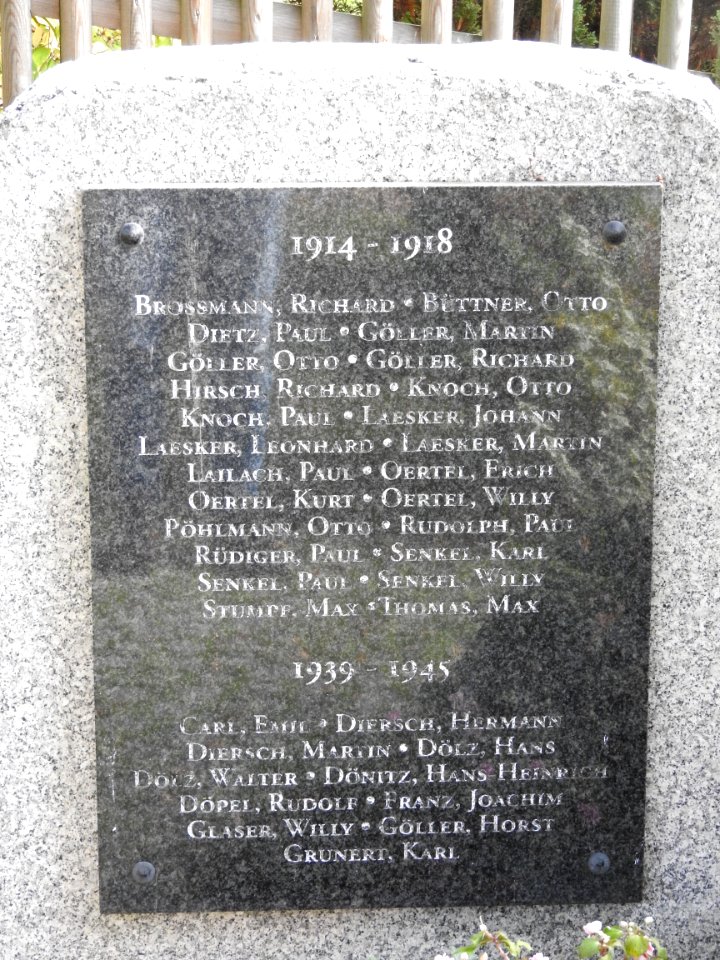 1914 - 1918
BROSSMANN, RICHARD • BÜTTNER, OTTO
DIETZ, PAUL • GÖLLER, MARTIN
GÖLLER, OTTO • GÖLLER, RICHARD
HIRSCH, RICHARD • KNOCH, OTTO
KNOCH, PAUL • LAESKER, JOHANN
LAESKER, LEONHARD • LAESKER, MARTIN
LAILACH, PAUL • OERTEL, ERICH
OERTEL, KURT • OERTEL, WILLY
PÖHLMANN, OTTO • RUDOLPH, PAUL
RÜDIGER, PAUL • SENKEL, KARL
SENKEL, PAUL • SENKEL, WILLY
STUMPF, MAX • THOMAS, MAX
1939 - 1945
CARL, EMIL • DIERSCH, HERMANN
DIERSCH, MARTIN • DÖLZ, HANS
DÖLZ, WALTER • DÖNITZ, HANS-HEINRICH
DÖPEL, RUDOLF • FRANZ, JOACHIM
GLASER, WILLY • GÖLLER, HORST
GRUNERT, KARL